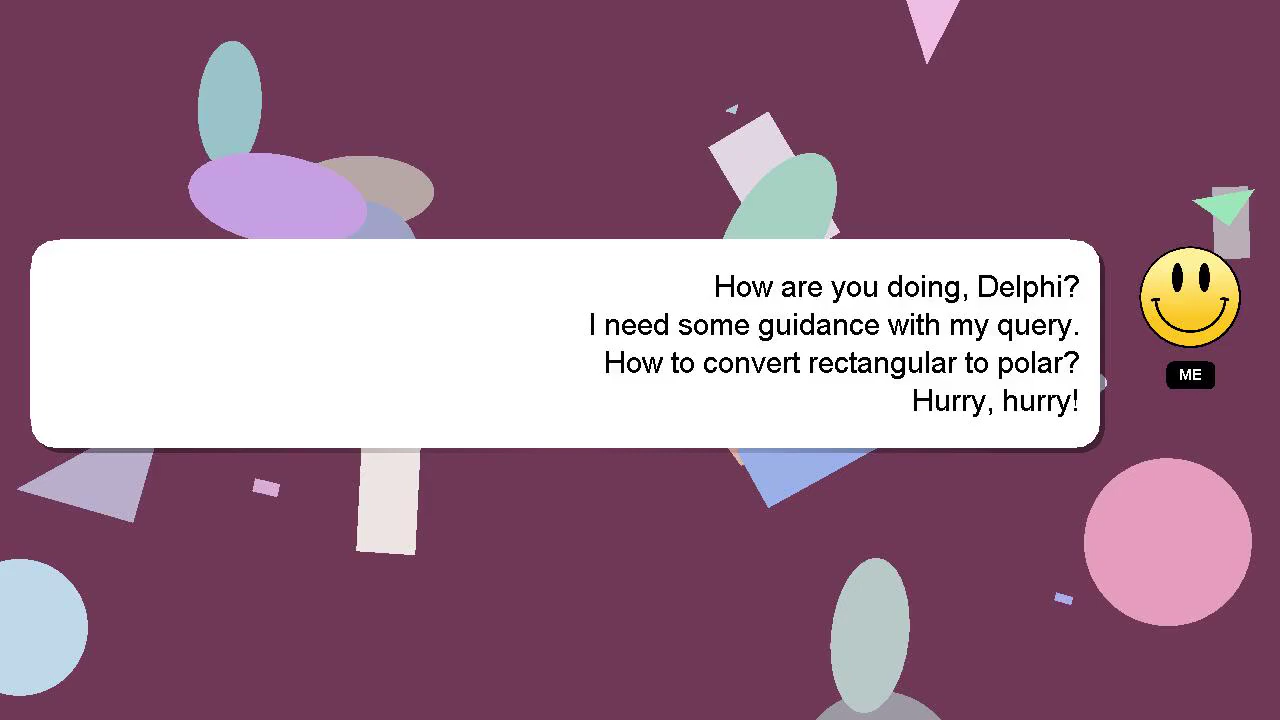 How are you doing, Delphi?
I need some guidance with my query.
How to convert rectangular to polar?
Hurry, hurry!
ME